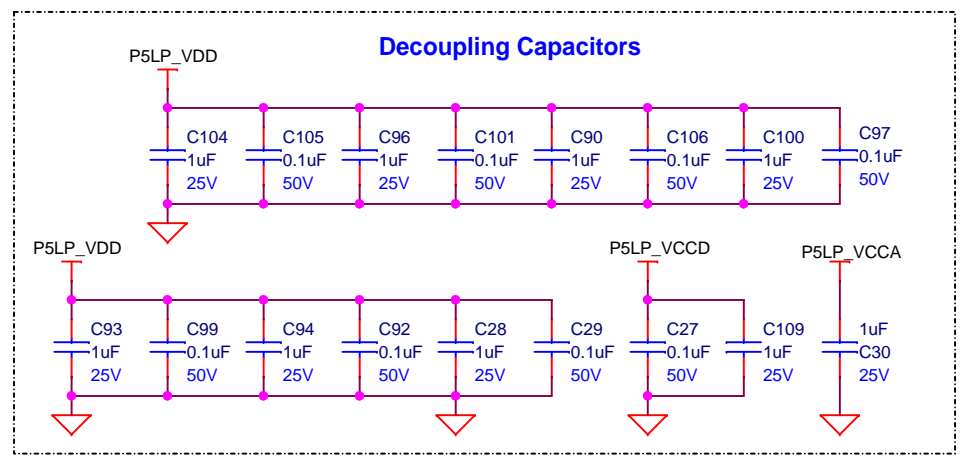 Decoupling Capacitors
P5LP_VDD
C104
1uF
25V
C105
0.1uF
50V
C96
1uF
25V
C101
0.1uF
50V
C90
1uF
25V
C106
0.1uF
50V
C100
1uF
25V
C97
0.1uF
50V
P5LP_VDD
C93
1uF
25V
C99
0.1uF
50V
C94
1uF
25V
C92
0.1uF
50V
C28
1uF
25V
C29
0.1uF
50V
P5LP_VCCD
C27
0.1uF
50V
C109
1uF
25V
P5LP_VCCA
1uF
C30
25V